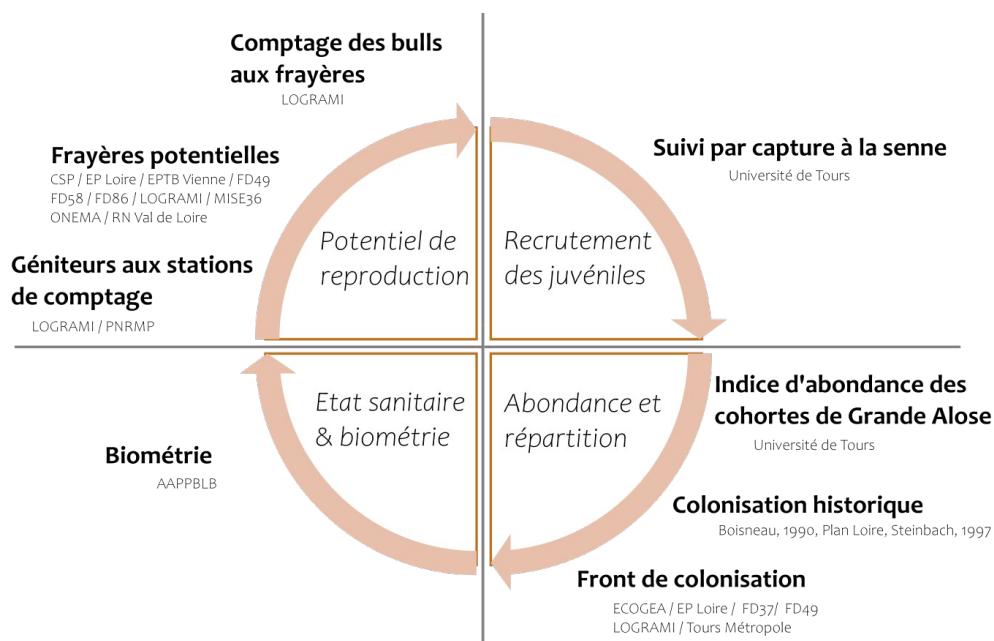 Comptage des bulls
aux frayères
LOGRAMI
Frayères potentielles
CSP / EP Loire / EPTB Vienne / FD49
FD58 / FD86 / LOGRAMI / MISE36
ONEMA / RN Val de Loire
Géniteurs aux stations
de comptage
LOGRAMI / PNRMP
Potentiel de
reproduction
Suivi par capture à la senne
Université de Tours
Recrutement
des juvéniles
Etat sanitaire
& biométrie
Biométrie
AAPPBLB
Abondance et
répartition
Indice d'abondance des
cohortes de Grande Alose
Université de Tours
Colonisation historique
Boisneau, 1990, Plan Loire, Steinbach, 1997
Front de colonisation
ECOGEA / EP Loire / FD37/ FD49
LOGRAMI / Tours Métropole